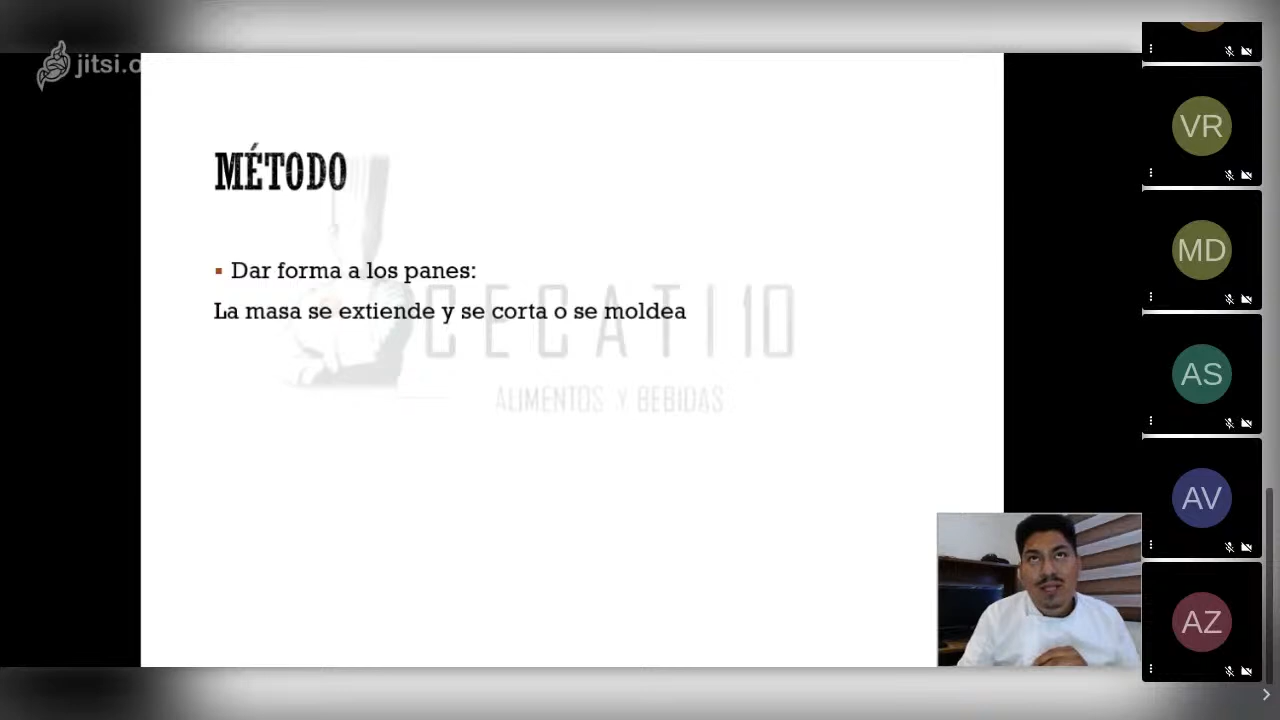 jitsi.o
MÉTODO
Dar forma a los panes:
La masa se extiende y se corta o se moldea
CECATI 10
ALIMENTOS Y BEBIDAS
VR
MD
AS
AV
AZ